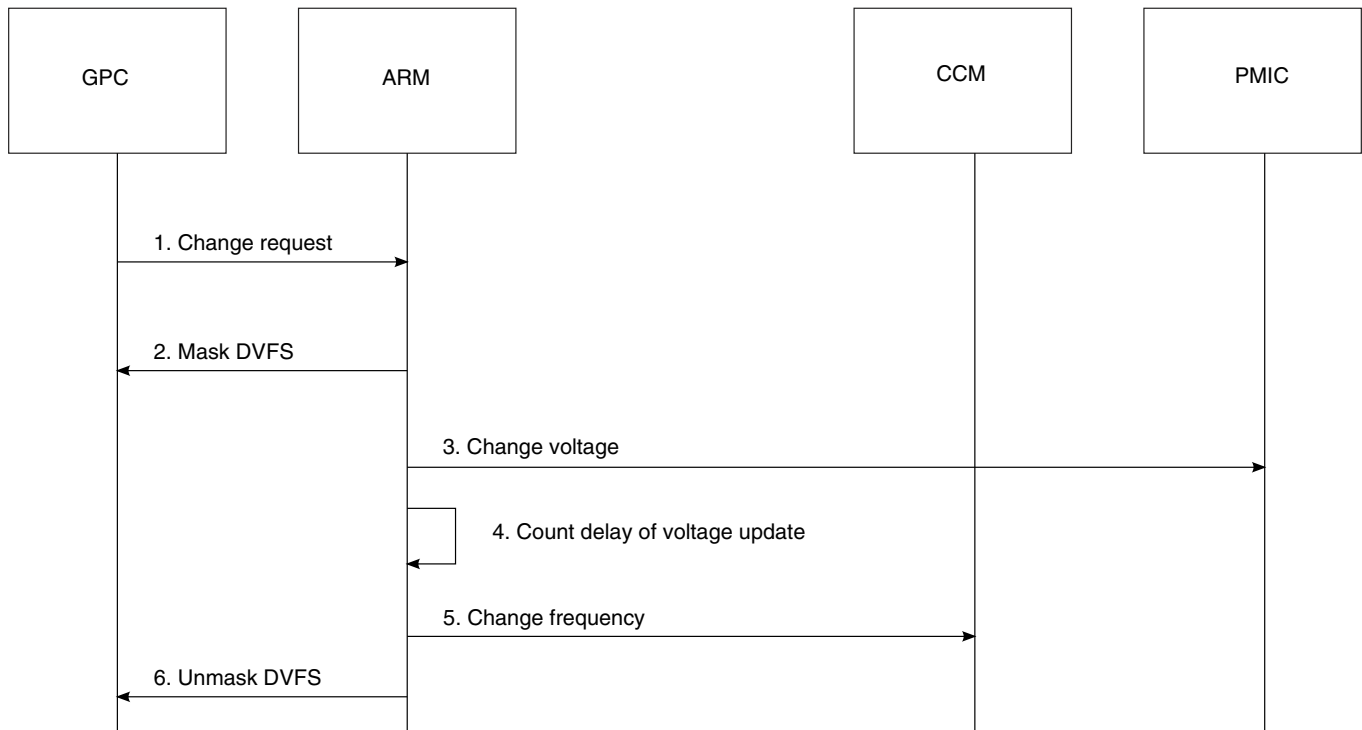 GPC
ARM
CCM
PMIC
1. Change request
2. Mask DVFS
3. Change voltage
4. Count delay of voltage update
5. Change frequency
6. Unmask DVFS